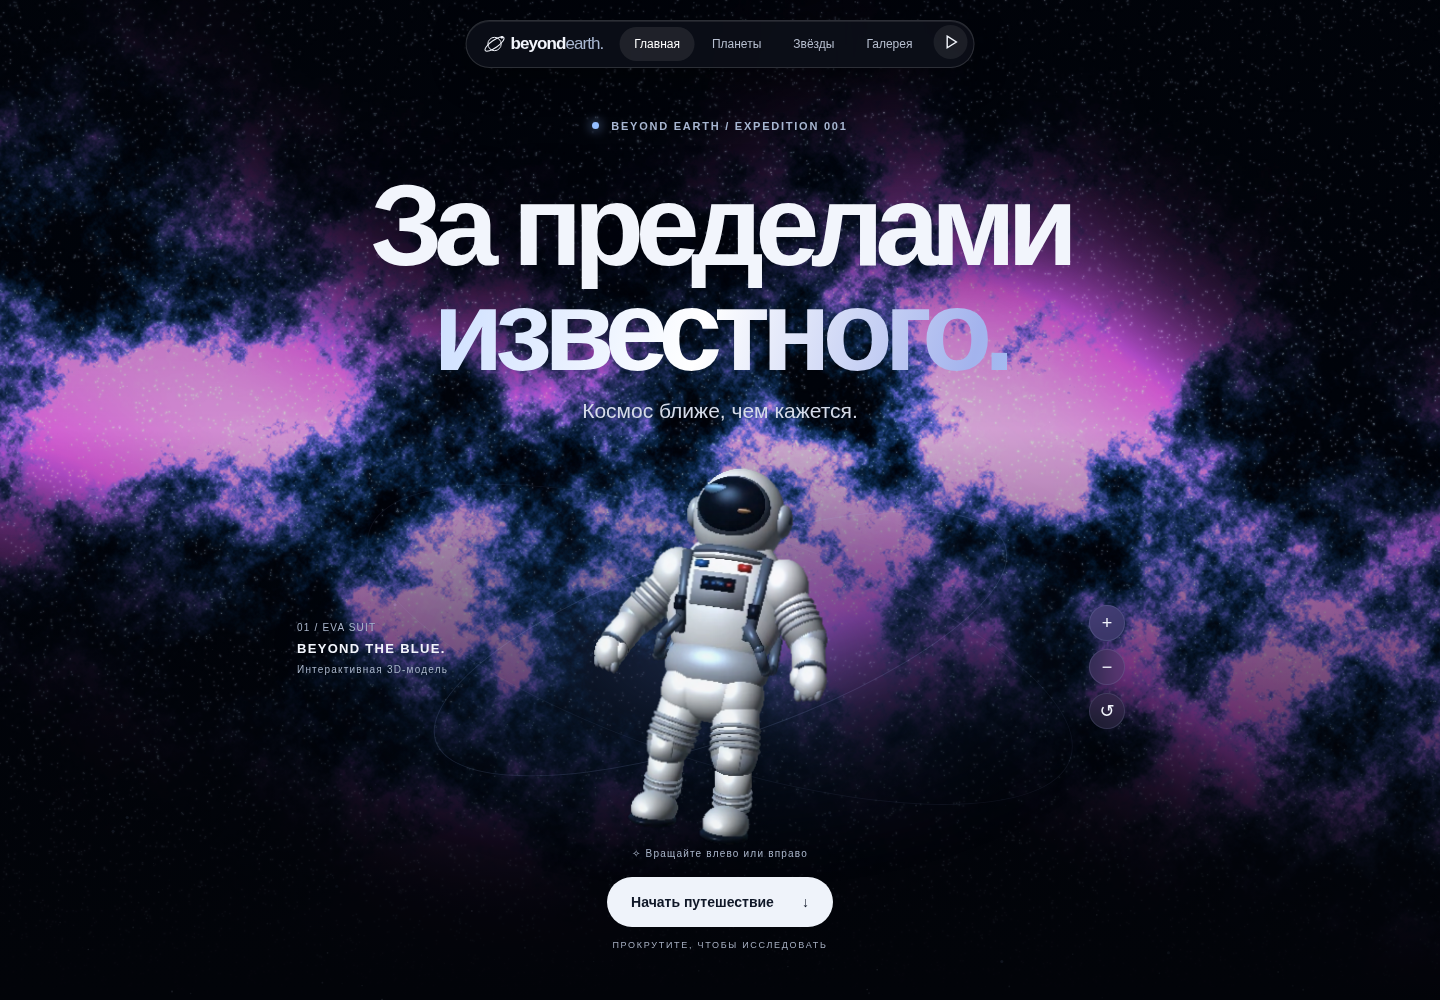 beyondearth. Главная Планеты Звёзды Галерея
BEYOND EARTH / EXPEDITION 001
За пределами
известного.
Космос ближе, чем кажется.
01 / EVA SUIT
BEYOND THE BLUE.
Интерактивная 3D-модель
+
−
↺
✧ Вращайте влево или вправо
Начать путешествие ↓
ПРОКРУТИТЕ, ЧТОБЫ ИССЛЕДОВАТЬ